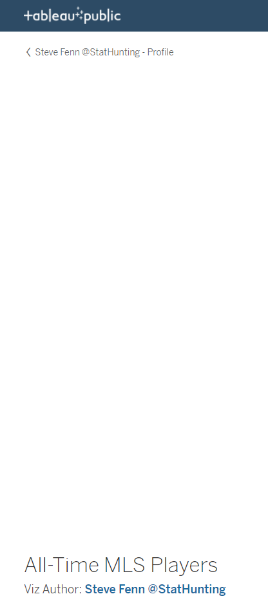 +ableau public
Steve Fenn @StatHunting - Profile
All-Time MLS Players
Viz Author: Steve Fenn @StatHunting